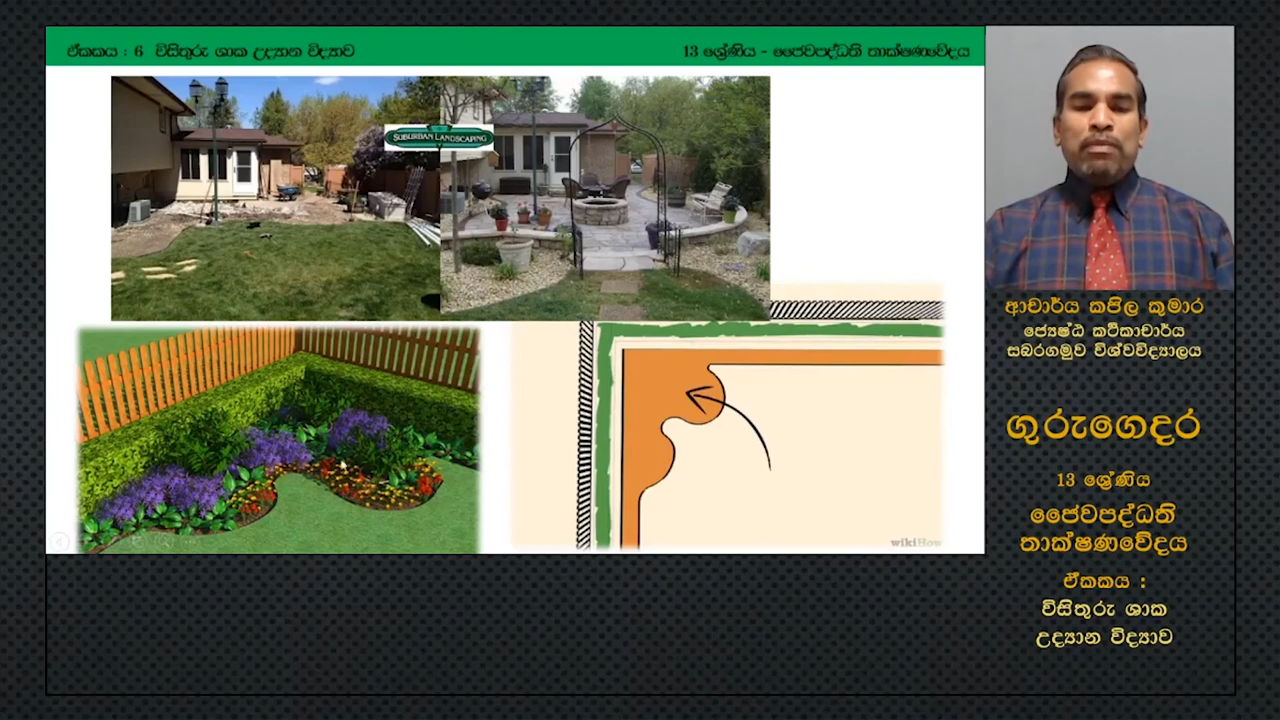 ඒකකය : 6 විසිතුරු ශාක උද්‍යාන විද්‍යාව
13 ශ්‍රේණිය - ජෛවපද්ධති තාක්ෂණවේදය
SUBURBAN LANDSCAPING
wikiHow
ආචාර්ය කපිල කුමාර
ජ්‍යෙෂ්ඨ කථිකාචාර්ය
සබරගමුව විශ්වවිද්‍යාලය
ගුරුගෙදර
13 ශ්‍රේණිය
ජෛවපද්ධති
තාක්ෂණවේදය
ඒකකය :
විසිතුරු ශාක
උද්‍යාන විද්‍යාව